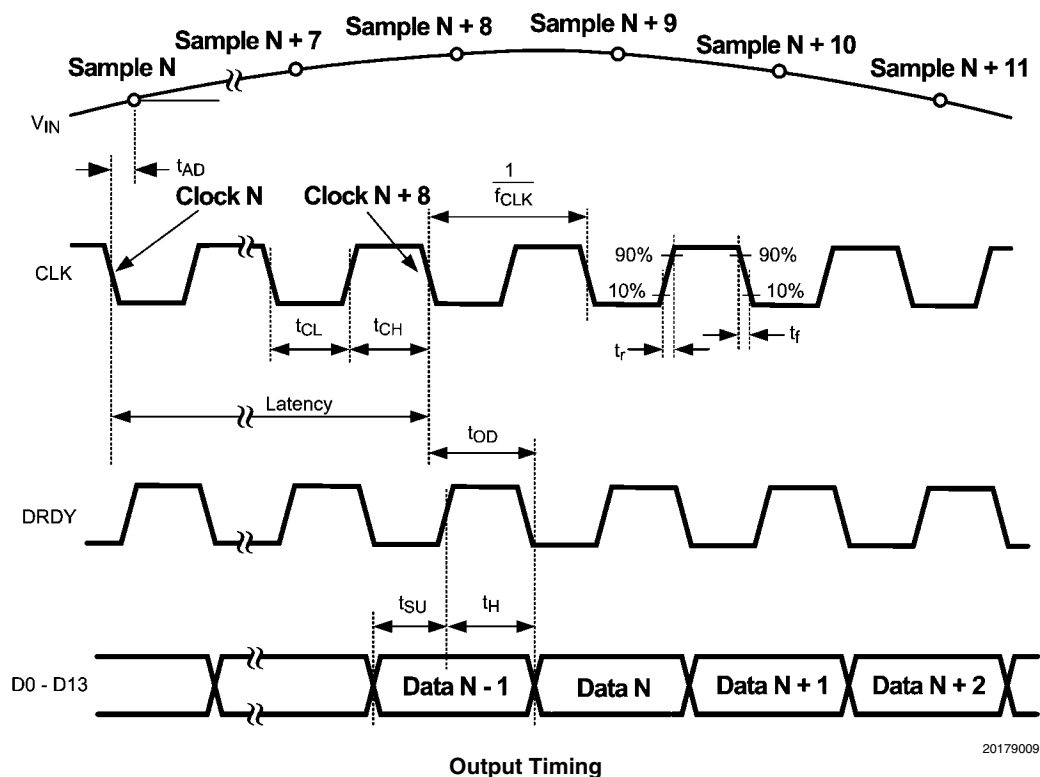 Sample N
Sample N + 7
Sample N + 8
Sample N + 9
Sample N + 10
Sample N + 11
VIN
tAD
Clock N
Clock N + 8
1
fCLK
CLK
90%
90%
10%
10%
tCL
tCH
tr
tf
Latency
tOD
DRDY
tSU
tH
D0 - D13
Data N - 1
Data N
Data N + 1
Data N + 2
20179009
Output Timing